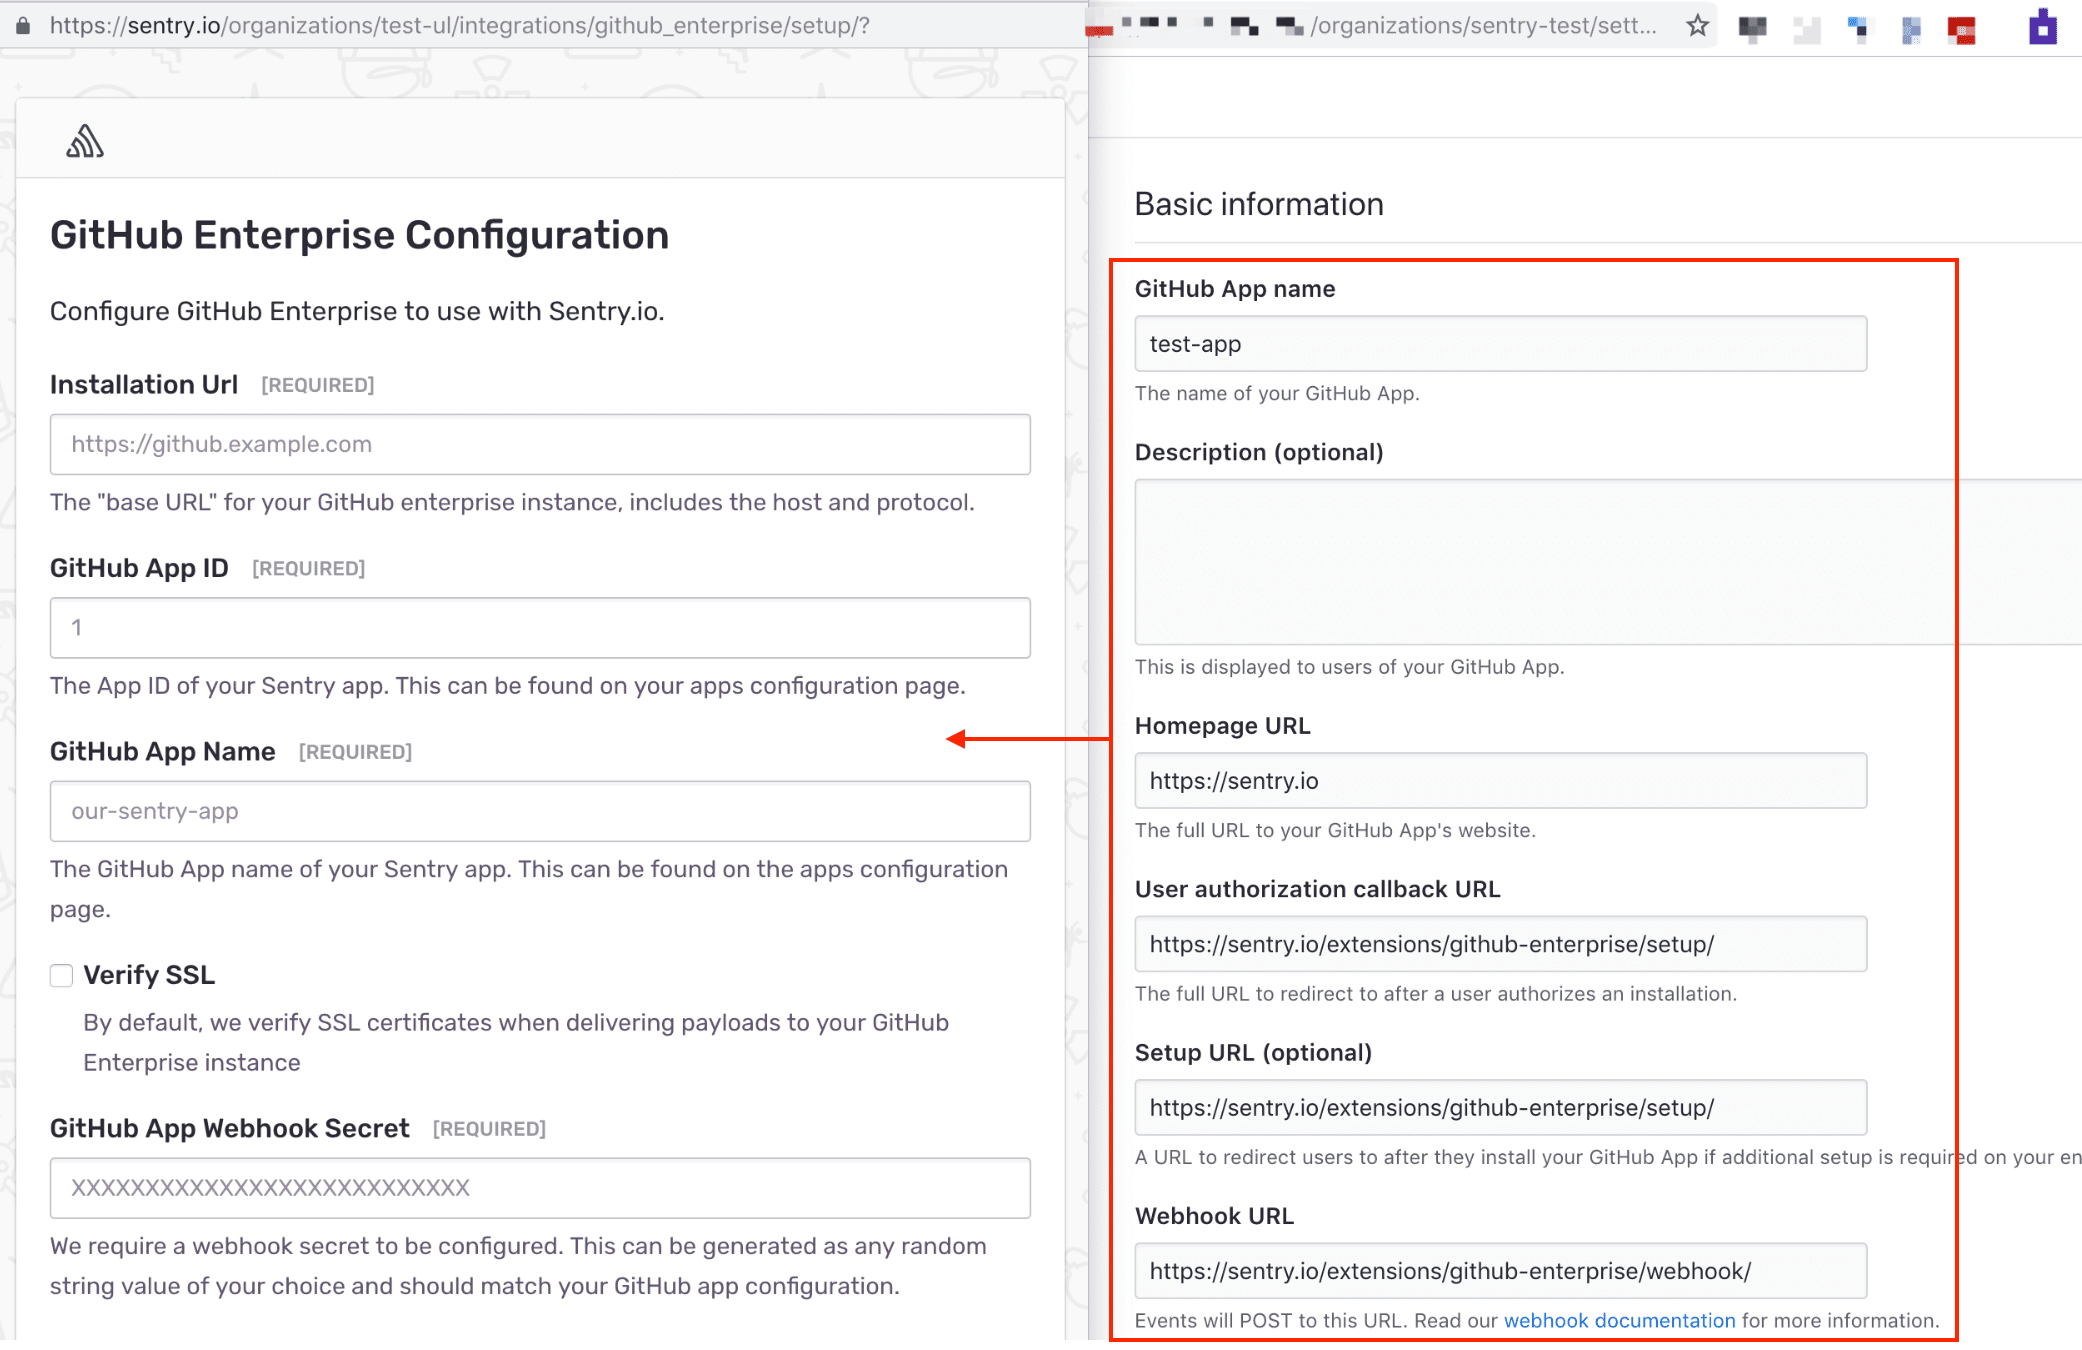 https://sentry.io/organizations/test-ul/integrations/github_enterprise/setup/?
GitHub Enterprise Configuration
Configure GitHub Enterprise to use with Sentry.io.
Installation Url [REQUIRED]
https://github.example.com
The "base URL" for your GitHub enterprise instance, includes the host and protocol.
GitHub App ID [REQUIRED]
1
The App ID of your Sentry app. This can be found on your apps configuration page.
GitHub App Name [REQUIRED]
our-sentry-app
The GitHub App name of your Sentry app. This can be found on the apps configuration
page.
Verify SSL
By default, we verify SSL certificates when delivering payloads to your GitHub
Enterprise instance
GitHub App Webhook Secret [REQUIRED]
XXXXXXXXXXXXXXXXXXXXXXXXXXX
We require a webhook secret to be configured. This can be generated as any random
string value of your choice and should match your GitHub app configuration.
/organizations/sentry-test/sett...
Basic information
GitHub App name
test-app
The name of your GitHub App.
Description (optional)
This is displayed to users of your GitHub App.
Homepage URL
https://sentry.io
The full URL to your GitHub App's website.
User authorization callback URL
https://sentry.io/extensions/github-enterprise/setup/
The full URL to redirect to after a user authorizes an installation.
Setup URL (optional)
https://sentry.io/extensions/github-enterprise/setup/
A URL to redirect users to after they install your GitHub App if additional setup is required on your en
Webhook URL
https://sentry.io/extensions/github-enterprise/webhook/
Events will POST to this URL. Read our webhook documentation for more information.